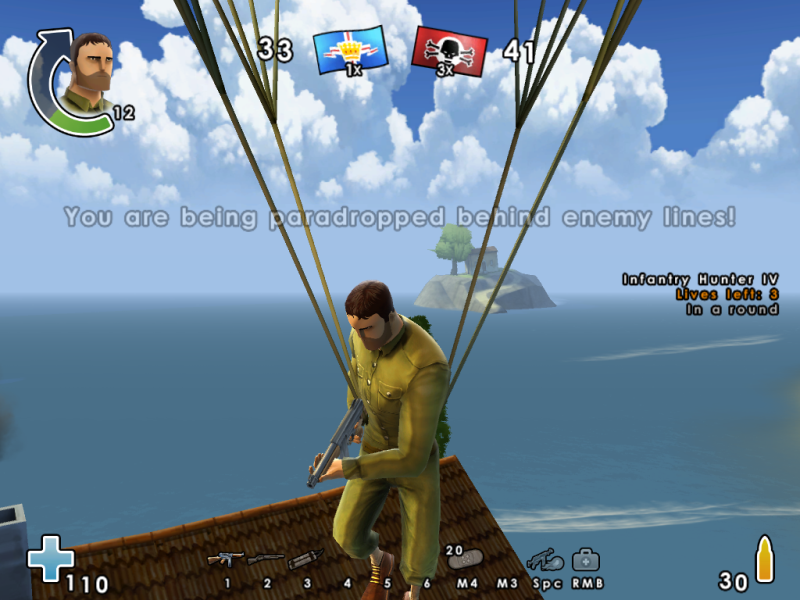 33 1x 3x 41
12
You are being paradropped behind enemy lines!
Infantry Hunter IV
Lives left: 3
In a round
20
110 1 2 3 4 5 6 M4 M3 Spc RMB 30